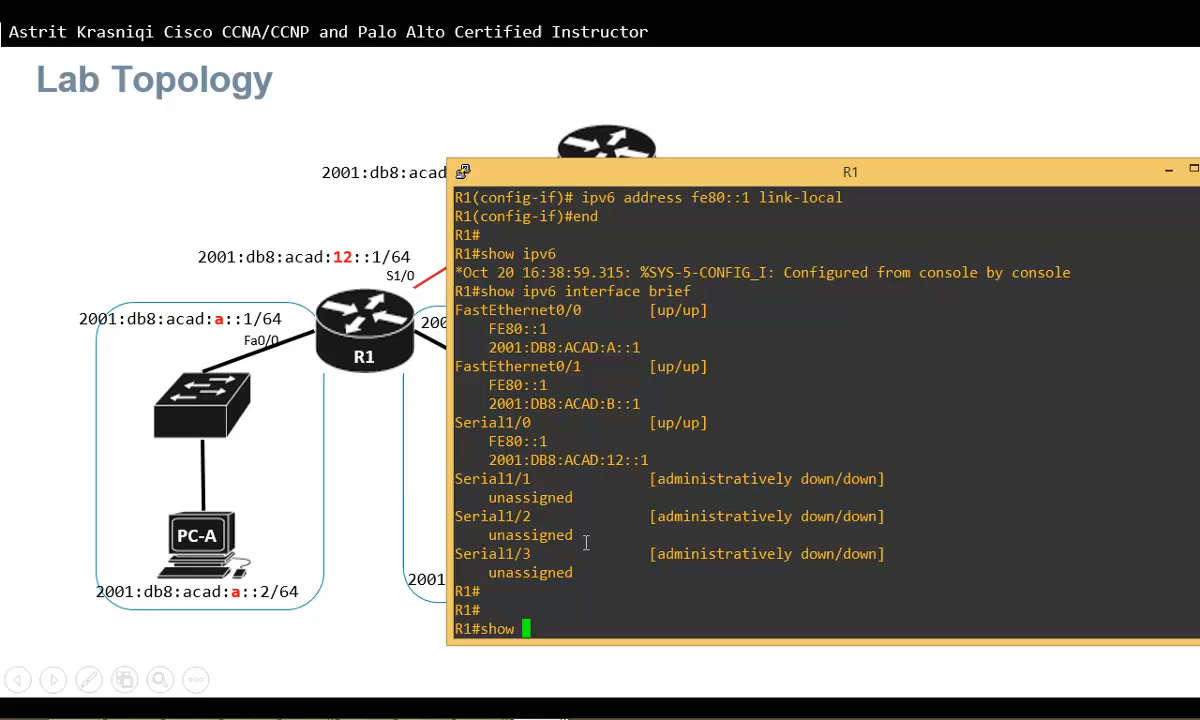 Astrit Krasniqi Cisco CCNA/CCNP and Palo Alto Certified Instructor
Lab Topology
2001:db8:acad
2001:db8:acad:12::1/64
S1/0
2001:db8:acad:a::1/64
Fa0/0
R1
200
PC-A
2001:db8:acad:a::2/64
2001
R1
R1(config-if)# ipv6 address fe80::1 link-local
R1(config-if)#end
R1#
R1#show ipv6
*Oct 20 16:38:59.315: %SYS-5-CONFIG_I: Configured from console by console
R1#show ipv6 interface brief
FastEthernet0/0 [up/up]
FE80::1
2001:DB8:ACAD:A::1
FastEthernet0/1 [up/up]
FE80::1
2001:DB8:ACAD:B::1
Serial1/0 [up/up]
FE80::1
2001:DB8:ACAD:12::1
Serial1/1 [administratively down/down]
unassigned
Serial1/2 [administratively down/down]
unassigned
Serial1/3 [administratively down/down]
unassigned
R1#
R1#
R1#show